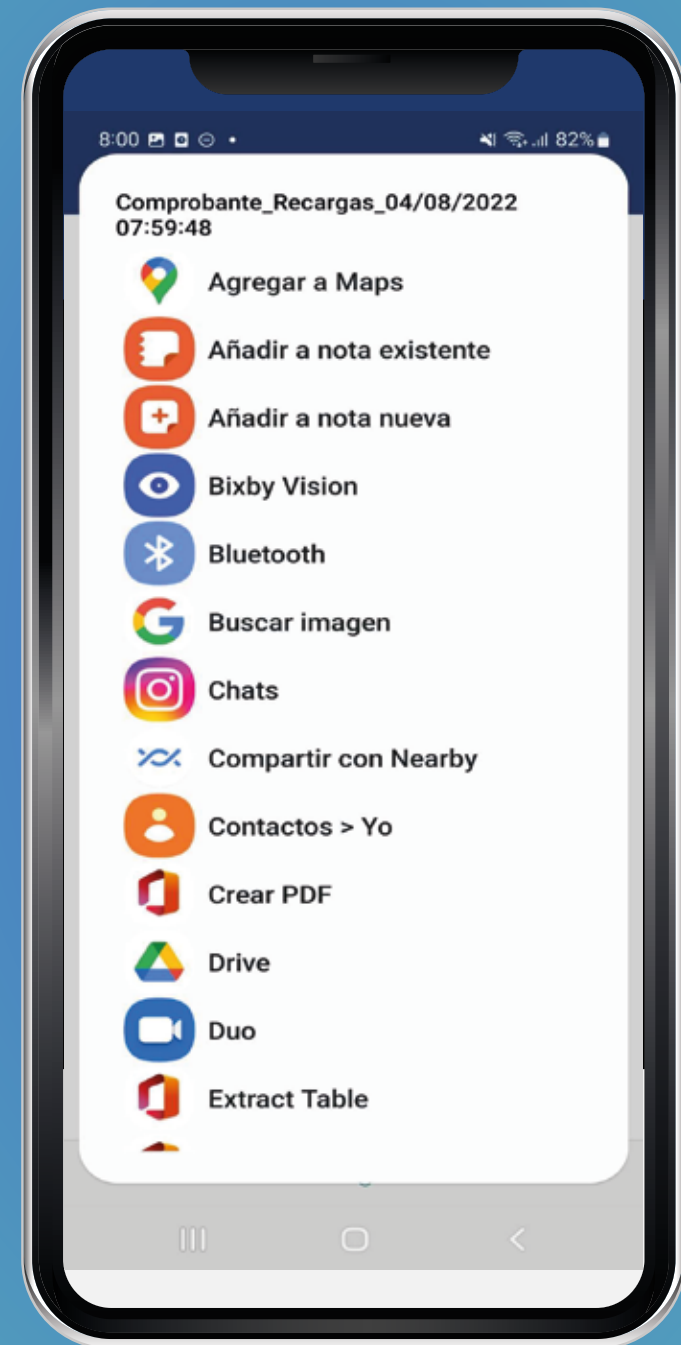 8:00
82%
Comprobante_Recargas_04/08/2022
07:59:48
Agregar a Maps
Añadir a nota existente
Añadir a nota nueva
Bixby Vision
Bluetooth
Buscar imagen
Chats
Compartir con Nearby
Contactos > Yo
Crear PDF
Drive
Duo
Extract Table